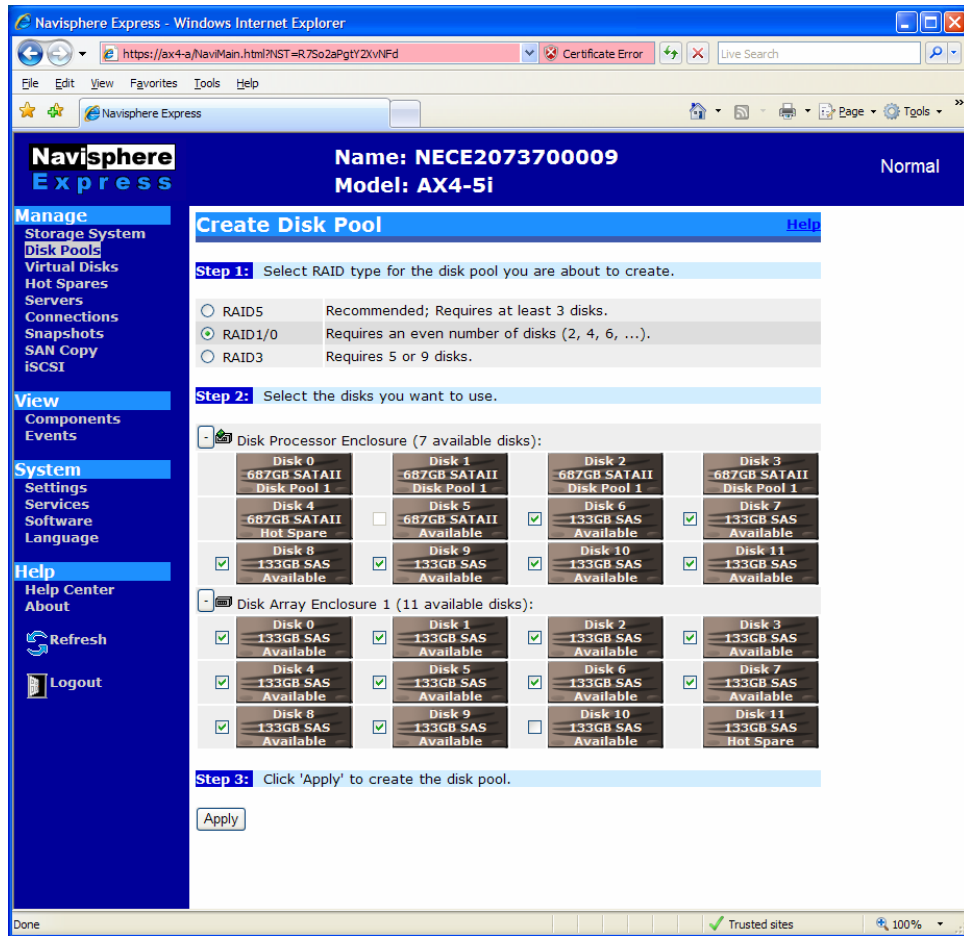 Navisphere Express - Windows Internet Explorer
https://ax4-a/NaviMain.html?NST=R7So2aPgtY2XvNFd
Certificate Error
Live Search
File Edit View Favorites Tools Help
Navisphere Express
Page Tools
Navisphere
Express
Name: NECE2073700009
Model: AX4-5i
Normal
Manage
Storage System
Disk Pools
Virtual Disks
Hot Spares
Servers
Connections
Snapshots
SAN Copy
iSCSI
View
Components
Events
System
Settings
Services
Software
Language
Help
Help Center
About
Refresh
Logout
Create Disk Pool Help
Step 1: Select RAID type for the disk pool you are about to create.
RAID5 Recommended; Requires at least 3 disks.
RAID1/0 Requires an even number of disks (2, 4, 6, ...).
RAID3 Requires 5 or 9 disks.
Step 2: Select the disks you want to use.
- Disk Processor Enclosure (7 available disks):
Disk 0 Disk 1 Disk 2 Disk 3
687GB SATAII 687GB SATAII 687GB SATAII 687GB SATAII
Disk Pool 1 Disk Pool 1 Disk Pool 1 Disk Pool 1
Disk 4 Disk 5 Disk 6 Disk 7
687GB SATAII 687GB SATAII 133GB SAS 133GB SAS
Hot Spare Available Available Available
Disk 8 Disk 9 Disk 10 Disk 11
133GB SAS 133GB SAS 133GB SAS 133GB SAS
Available Available Available Available
- Disk Array Enclosure 1 (11 available disks):
Disk 0 Disk 1 Disk 2 Disk 3
133GB SAS 133GB SAS 133GB SAS 133GB SAS
Available Available Available Available
Disk 4 Disk 5 Disk 6 Disk 7
133GB SAS 133GB SAS 133GB SAS 133GB SAS
Available Available Available Available
Disk 8 Disk 9 Disk 10 Disk 11
133GB SAS 133GB SAS 133GB SAS 133GB SAS
Available Available Available Hot Spare
Step 3: Click 'Apply' to create the disk pool.
Apply
Done Trusted sites 100%